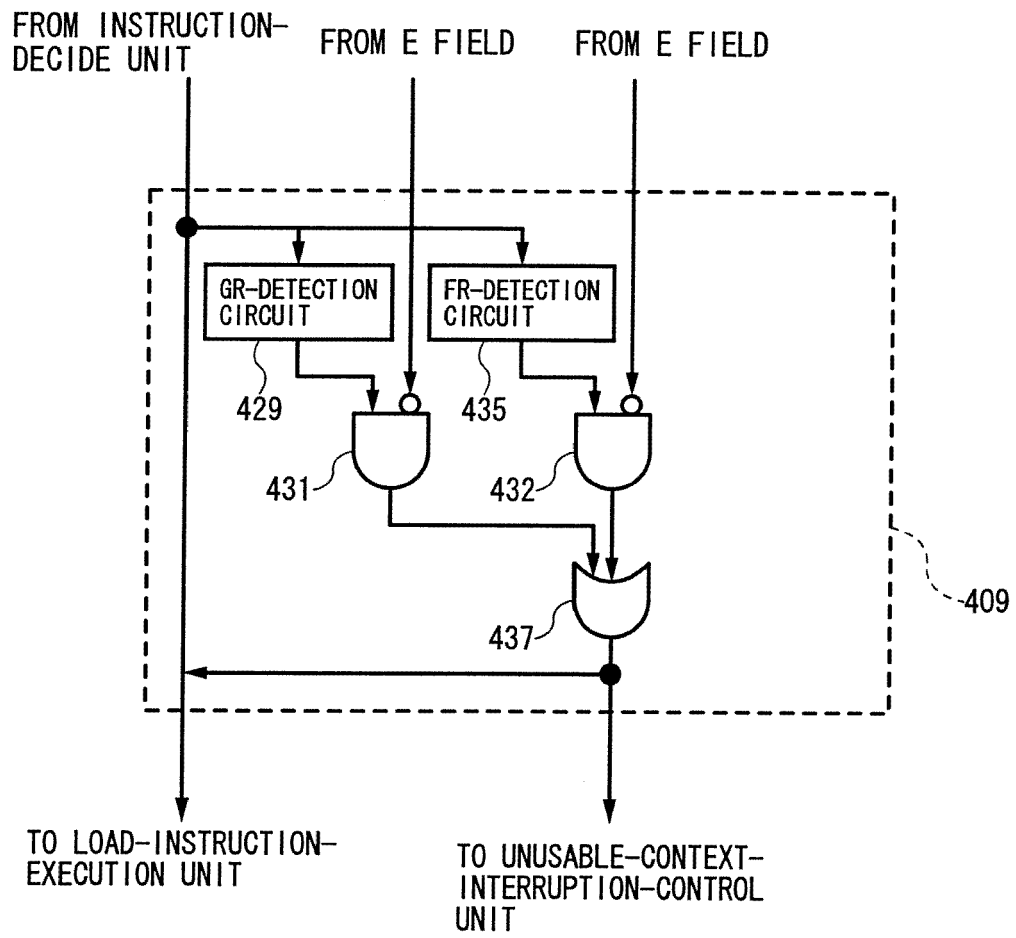 FROM INSTRUCTION-
DECIDE UNIT
FROM E FIELD
FROM E FIELD
GR-DETECTION
CIRCUIT
FR-DETECTION
CIRCUIT
429
435
431
432
437
409
TO LOAD-INSTRUCTION-
EXECUTION UNIT
TO UNUSABLE-CONTEXT-
INTERRUPTION-CONTROL
UNIT